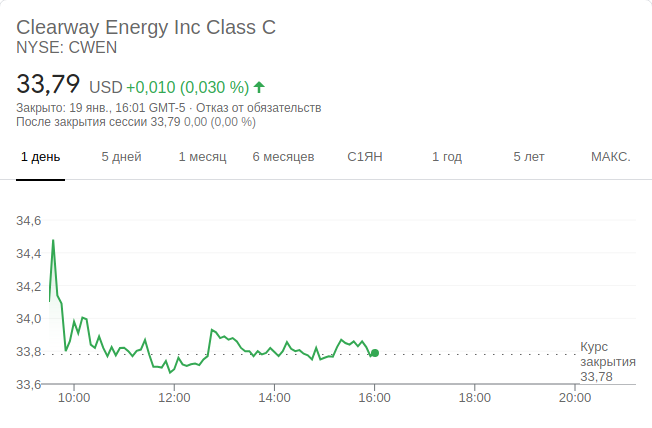 Clearway Energy Inc Class C
NYSE: CWEN
33,79 USD +0,010 (0,030 %)
Закрыто: 19 янв., 16:01 GMT-5 · Отказ от обязательств
После закрытия сессии 33,79 0,00 (0,00 %)
1 день 5 дней 1 месяц 6 месяцев С1ЯН 1 год 5 лет МАКС.
34,6
34,4
34,2
34,0
33,8
33,6
Курс
закрытия
33,78
10:00 12:00 14:00 16:00 18:00 20:00